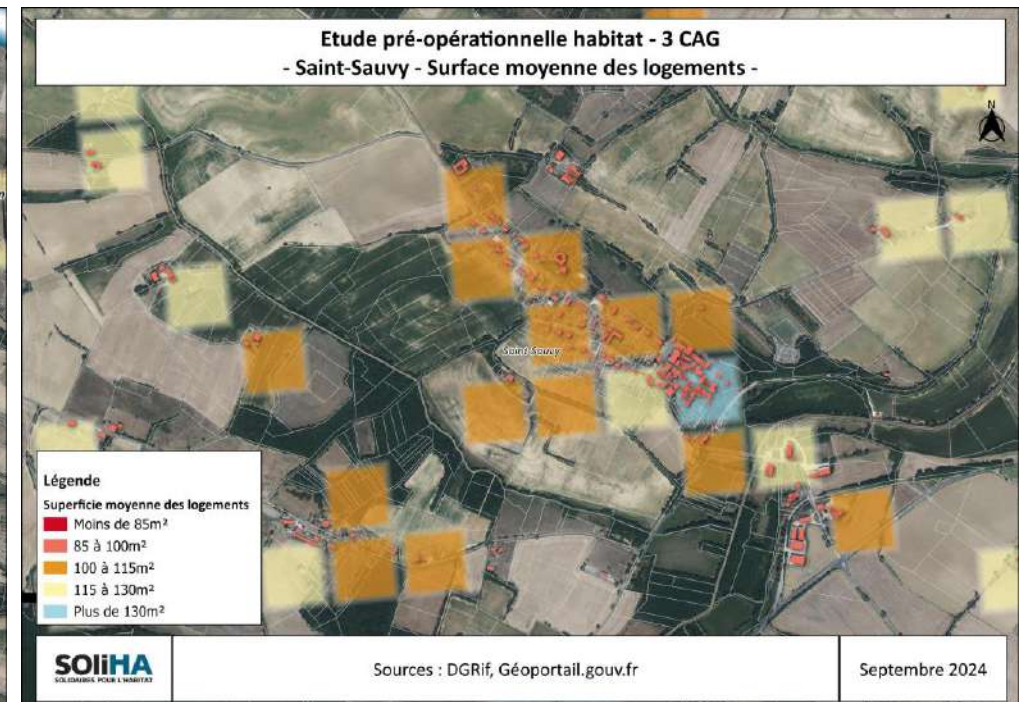 Etude pré-opérationnelle habitat - 3 CAG
- Saint-Sauvy - Surface moyenne des logements -
N
Saint Sauvy
Légende
Superficie moyenne des logements
Moins de 85m²
85 à 100m²
100 à 115m²
115 à 130m²
Plus de 130m²
SOliHA
SOLIDAIRES POUR L'HABITAT
Sources : DGRif, Géoportail.gouv.fr
Septembre 2024